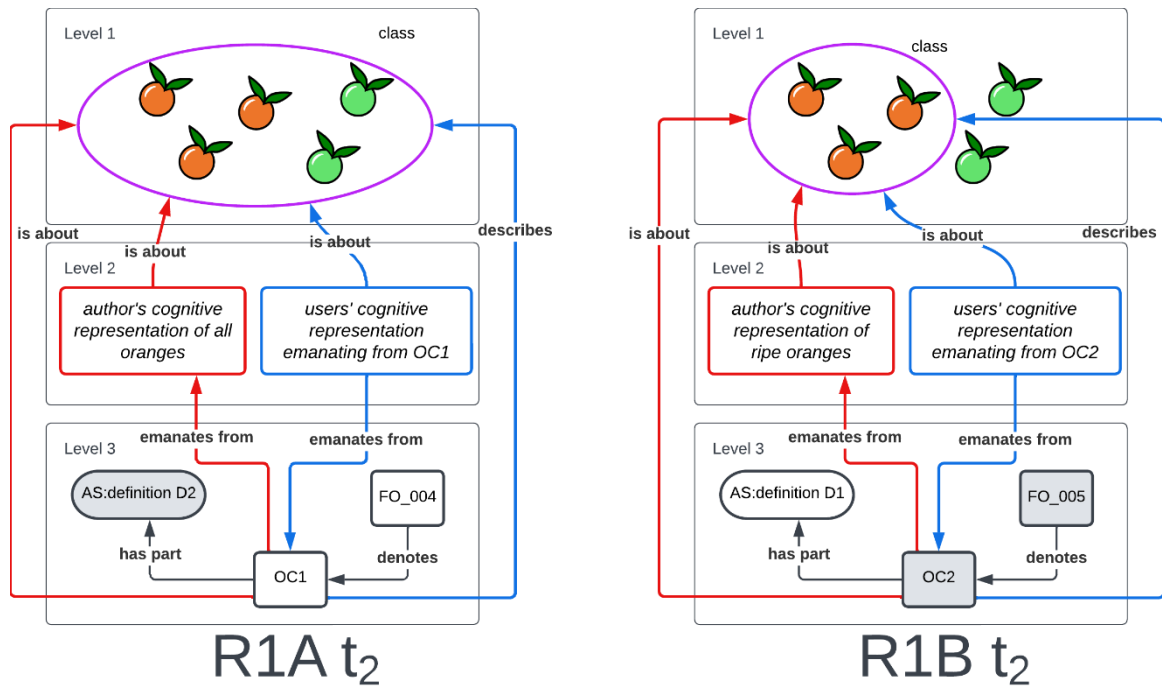 Level 1
class
is about
is about
is about
describes
Level 2
author's cognitive
representation of all
oranges
users' cognitive
representation
emanating from OC1
emanates from
emanates from
Level 3
AS:definition D2
FO_004
has part
denotes
OC1
R1A t₂
Level 1
class
is about
is about
is about
describes
Level 2
author's cognitive
representation of
ripe oranges
users' cognitive
representation
emanating from OC2
emanates from
emanates from
Level 3
AS:definition D1
FO_005
has part
denotes
OC2
R1B t₂